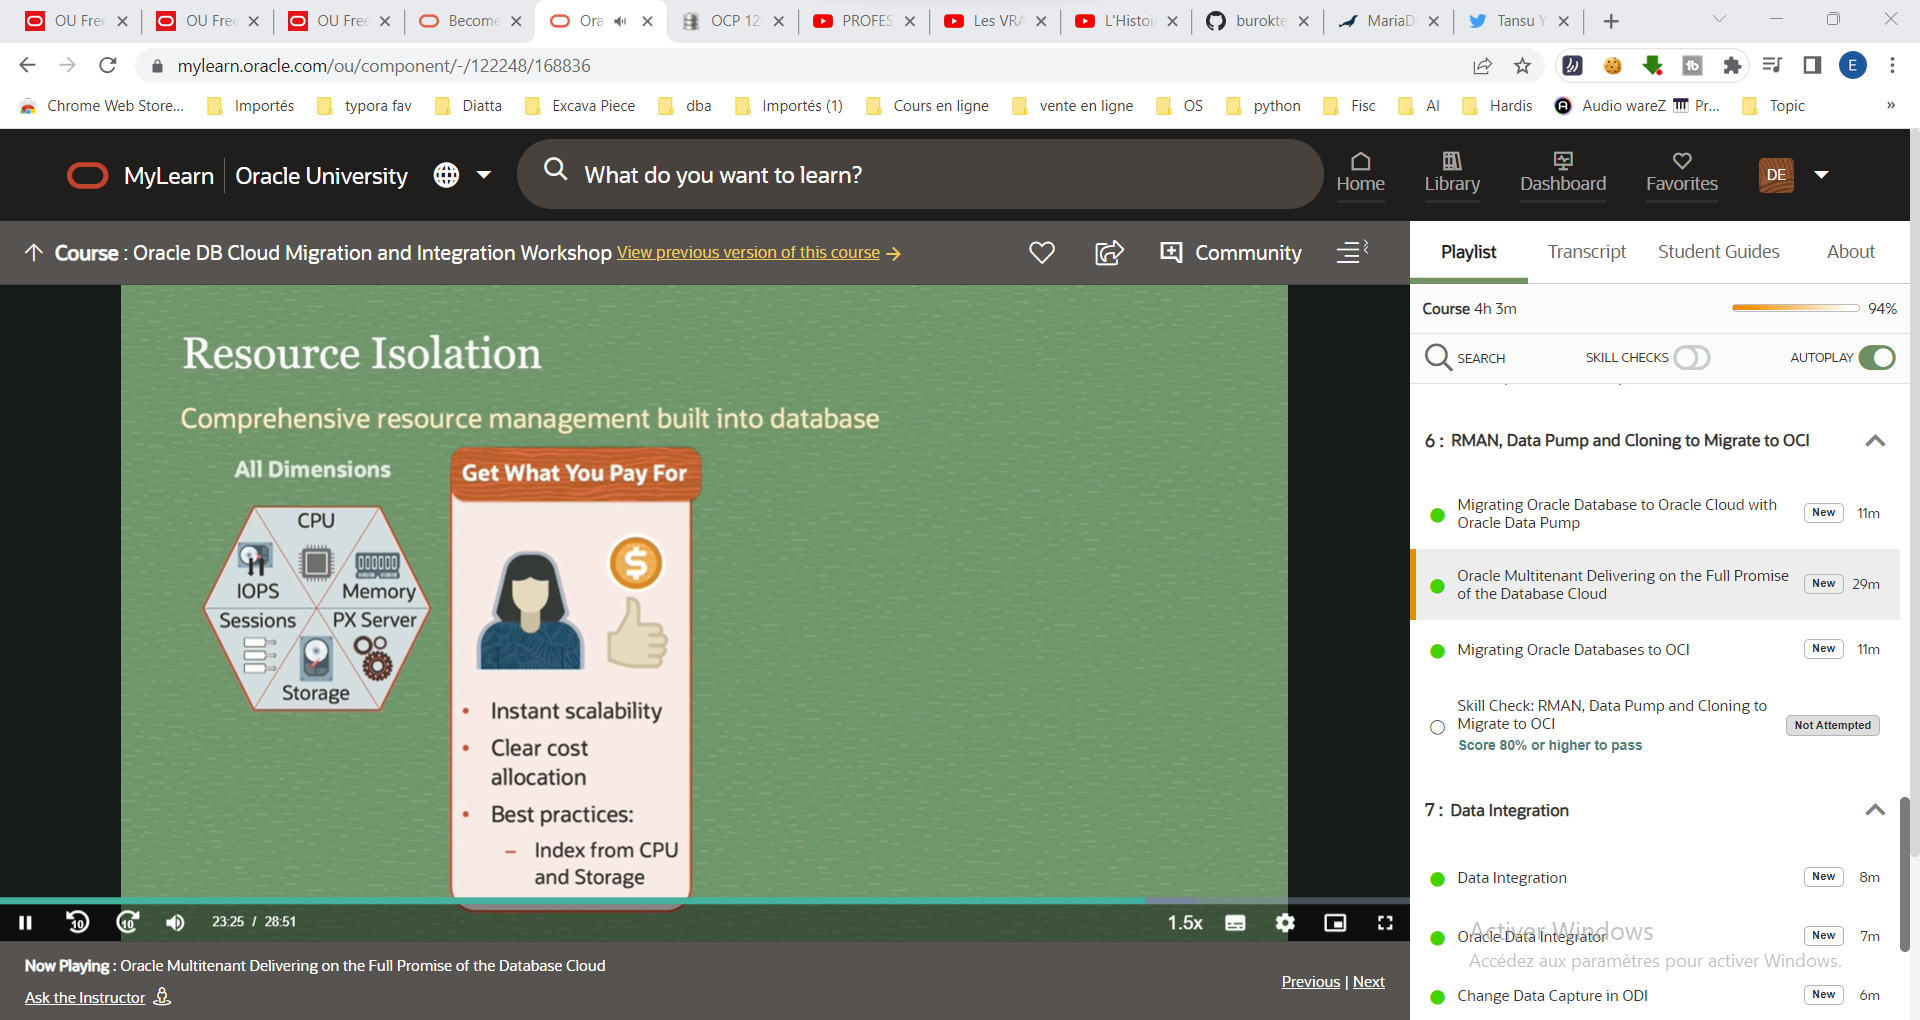 OU Free
OU Free
OU Free
Become
Ora
OCP 12
PROFES
Les VRA
L'Histoi
burokte
MariaD
Tansu Y
mylearn.oracle.com/ou/component/-/122248/168836
E
Chrome Web Store...
Importés
typora fav
Diatta
Excava Piece
dba
Importés (1)
Cours en ligne
vente en ligne
OS
python
Fisc
AI
Hardis
Audio wareZ
Pr...
Topic
»
MyLearn
Oracle University
What do you want to learn?
Home
Library
Dashboard
Favorites
DE
Course : Oracle DB Cloud Migration and Integration Workshop View previous version of this course
Community
Resource Isolation
Comprehensive resource management built into database
All Dimensions
CPU
IOPS
Memory
Sessions
PX Server
Storage
Get What You Pay For
$
• Instant scalability
• Clear cost
allocation
• Best practices:
– Index from CPU
and Storage
10
10
23:25 / 28:51
1.5x
Now Playing : Oracle Multitenant Delivering on the Full Promise of the Database Cloud
Ask the Instructor
Previous | Next
Playlist
Transcript
Student Guides
About
Course 4h 3m
94%
SEARCH
SKILL CHECKS
AUTOPLAY
6 : RMAN, Data Pump and Cloning to Migrate to OCI
Migrating Oracle Database to Oracle Cloud with
Oracle Data Pump
New
11m
Oracle Multitenant Delivering on the Full Promise
of the Database Cloud
New
29m
Migrating Oracle Databases to OCI
New
11m
Skill Check: RMAN, Data Pump and Cloning to
Migrate to OCI
Score 80% or higher to pass
Not Attempted
7 : Data Integration
Data Integration
New
8m
Oracle Data Integrator
New
7m
Activer Windows
Accédez aux paramètres pour activer Windows.
Change Data Capture in ODI
New
6m